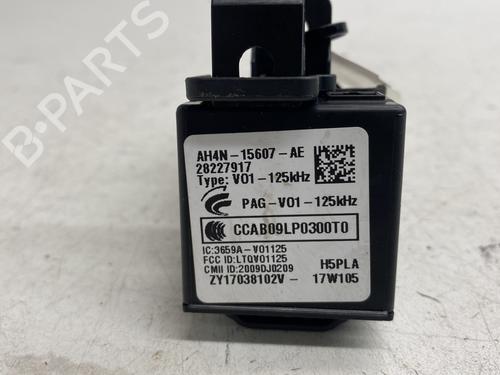 AH4N-15607-AE
28227917
Type: V01-125kHz
PAG-V01-125kHz
CCAB09LP0300T0
IC:3659A-V01125
FCC ID:LTQV01125
CMII ID:2009DJ0209
H5PLA
ZY17038102V- 17W105
B-PARTS